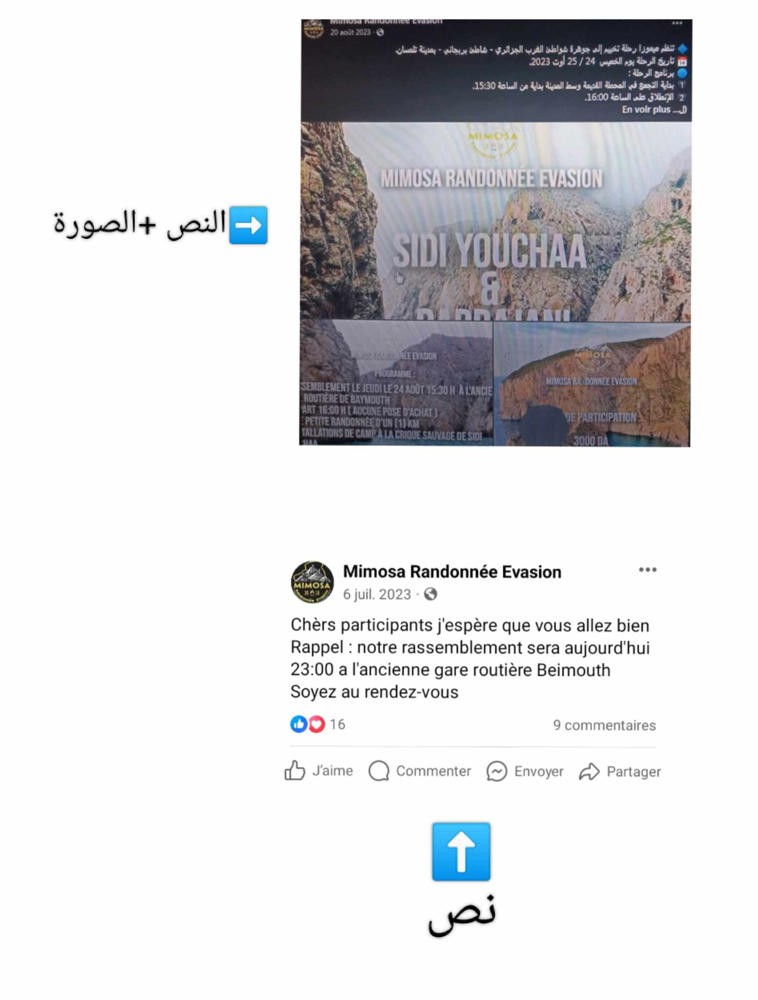 Mimosa Randonnée Evasion
20 août 2023
تنظم ميموزا رحلة تخييم إلى جوهرة شواطئ الغرب الجزائري - شاطئ بربجاني - بمدينة تلمسان.
تاريخ الرحلة يوم الخميس 24 / 25 أوت 2023.
برنامج الرحلة :
1 بداية التجمع في المحطة القديمة وسط المدينة بداية من الساعة 15:30.
2 الإنطلاق على الساعة 16:00.
(ل... En voir plus
MIMOSA
MIMOSA RANDONNÉE EVASION
النص +الصورة
SIDI YOUCHAA
&
MIMOSA RANDONNÉE EVASION
PROGRAMME :
SEMBLEMENT LE JEUDI LE 24 AOÛT 15:30 H À L'ANCIE
ROUTIÈRE DE BAYMOUTH
ART 16:00 H ( AUCUNE POSE D'ACHAT )
PETITE RANDONNÉE D'UN (1) KM
TALLATIONS DE CAMP À LA CRIQUE SAUVAGE DE SIDI
HAA
MIMOSA
MIMOSA RANDONNÉE EVASION
DE PARTICIPATION :
3000 DA
MIMOSA
Randonnée Evasion
Mimosa Randonnée Evasion
6 juil. 2023
Chèrs participants j'espère que vous allez bien
Rappel : notre rassemblement sera aujourd'hui
23:00 a l'ancienne gare routière Beimouth
Soyez au rendez-vous
16 9 commentaires
J'aime Commenter Envoyer Partager
نص